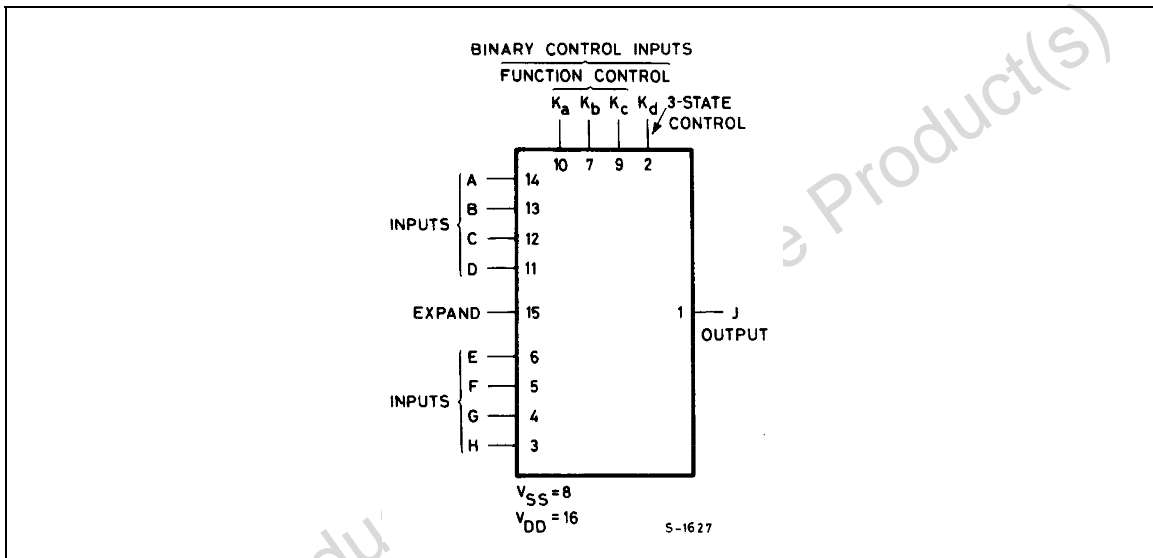 BINARY CONTROL INPUTS
FUNCTION CONTROL
Ka Kb Kc Kd 3-STATE
CONTROL
10 7 9 2
A 14
B 13
INPUTS
C 12
D 11
EXPAND 15
1 J
OUTPUT
E 6
F 5
INPUTS
G 4
H 3
VSS = 8
VDD = 16
S-1627
Product(s)